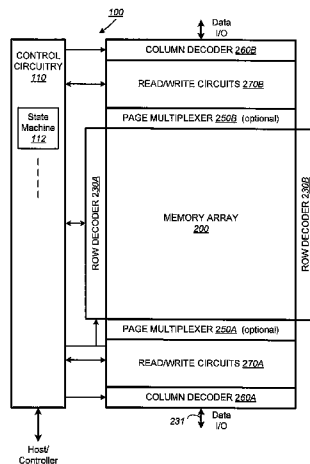 100
Data
I/O
CONTROL
CIRCUITRY
110
State
Machine
112
COLUMN DECODER 260B
READ/WRITE CIRCUITS 270B
PAGE MULTIPLEXER 250B (optional)
ROW DECODER 230A
MEMORY ARRAY
200
ROW DECODER 230B
PAGE MULTIPLEXER 250A (optional)
READ/WRITE CIRCUITS 270A
COLUMN DECODER 260A
231
Data
I/O
Host/
Controller